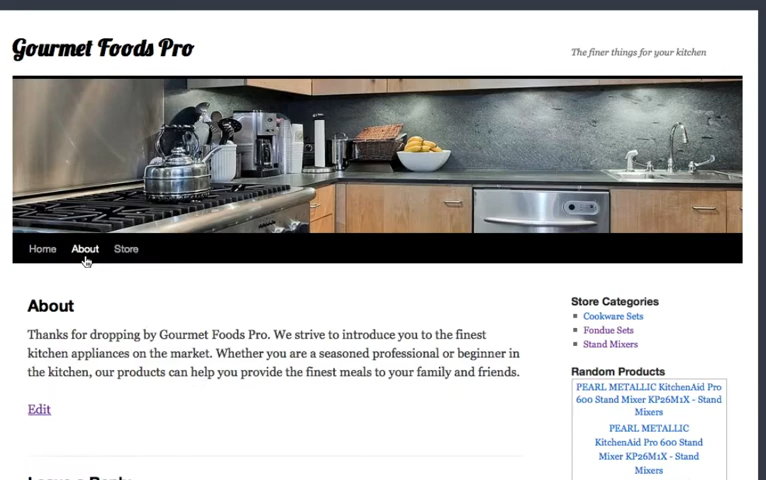 Gourmet Foods Pro
The finer things for your kitchen
Home About Store
About
Thanks for dropping by Gourmet Foods Pro. We strive to introduce you to the finest
kitchen appliances on the market. Whether you are a seasoned professional or beginner in
the kitchen, our products can help you provide the finest meals to your family and friends.
Edit
Leave a Reply
Store Categories
Cookware Sets
Fondue Sets
Stand Mixers
Random Products
PEARL METALLIC KitchenAid Pro
600 Stand Mixer KP26M1X - Stand
Mixers
PEARL METALLIC
KitchenAid Pro 600 Stand
Mixer KP26M1X - Stand
Mixers